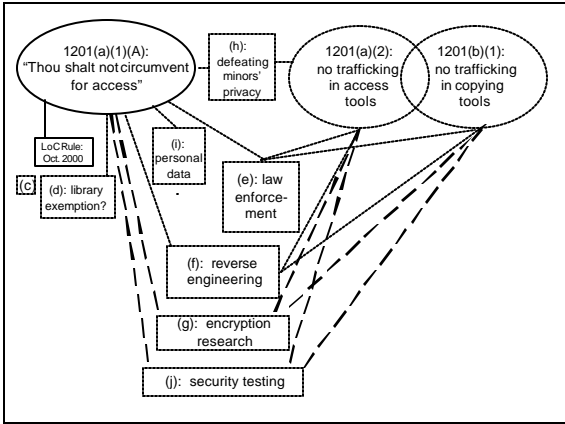 1201(a)(1)(A):
“Thou shalt not circumvent
for access”
(h):
defeating
minors’
privacy
1201(a)(2):
no trafficking
in access
tools
1201(b)(1):
no trafficking
in copying
tools
LoC Rule:
Oct. 2000
(i):
personal
data
(c)
(d): library
exemption?
(e): law
enforce-
ment
(f): reverse
engineering
(g): encryption
research
(j): security testing